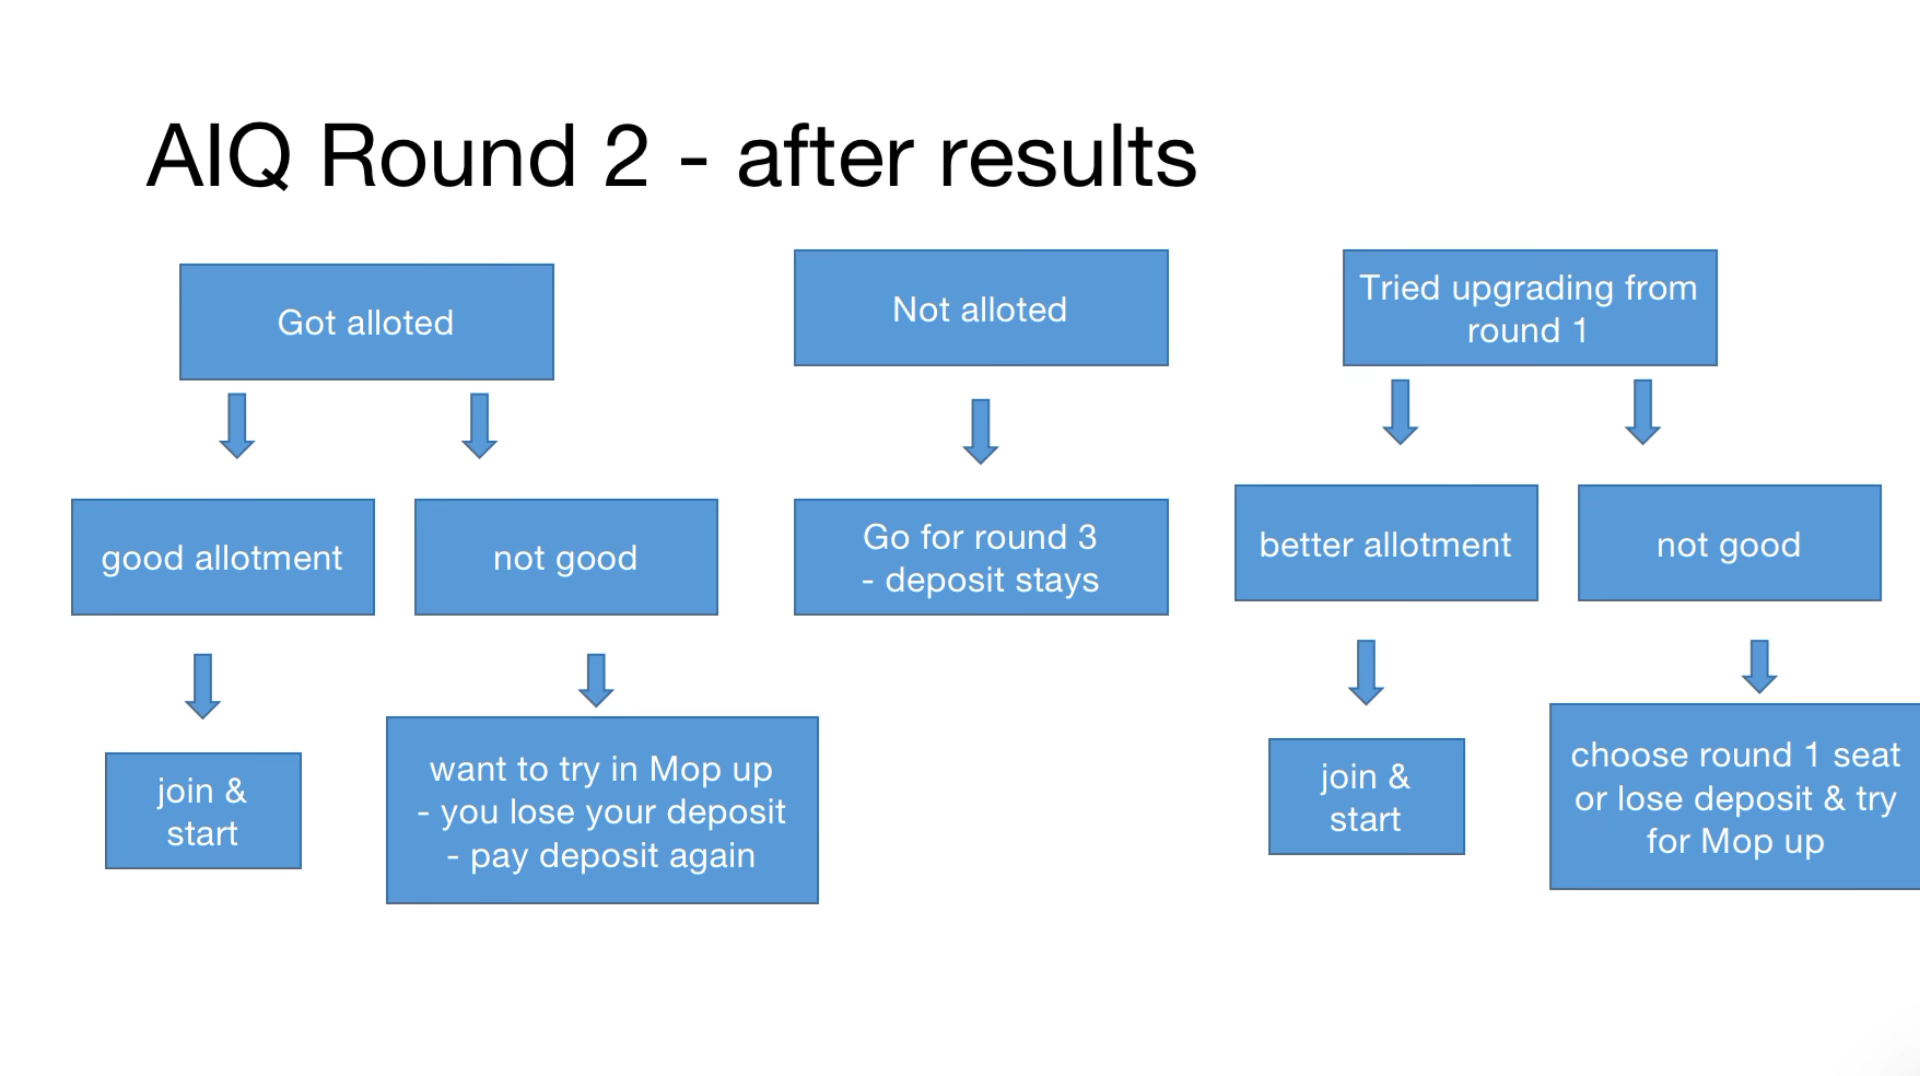 AIQ Round 2 - after results
Got alloted
Not alloted
Tried upgrading from
round 1
good allotment
not good
Go for round 3
- deposit stays
better allotment
not good
join &
start
want to try in Mop up
- you lose your deposit
- pay deposit again
join &
start
choose round 1 seat
or lose deposit & try
for Mop up